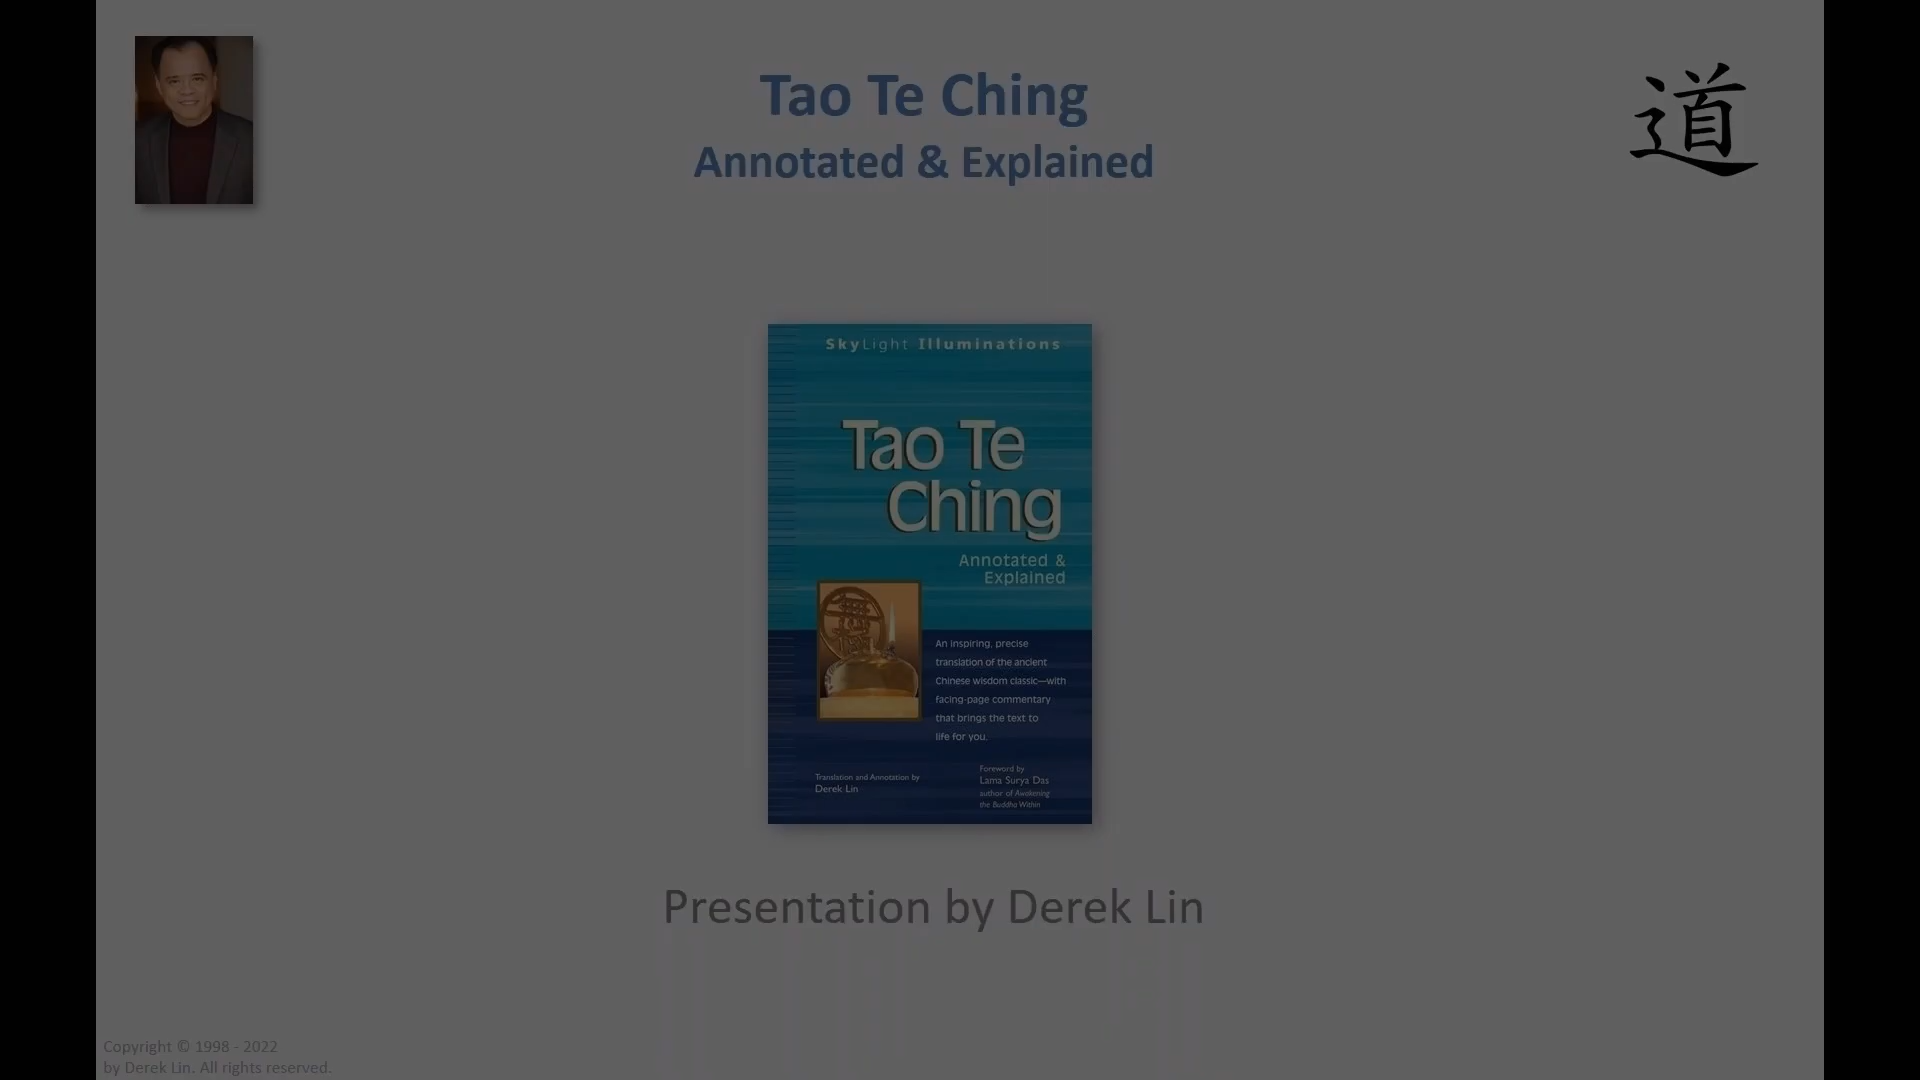 Tao Te Ching
Annotated & Explained
道
SkyLight Illuminations
Tao Te
Ching
Annotated &
Explained
An inspiring, precise
translation of the ancient
Chinese wisdom classic—with
facing-page commentary
that brings the text to
life for you.
Translation and Annotation by
Derek Lin
Foreword by
Lama Surya Das
author of Awakening
the Buddha Within
Presentation by Derek Lin
Copyright © 1998 - 2022
by Derek Lin. All rights reserved.